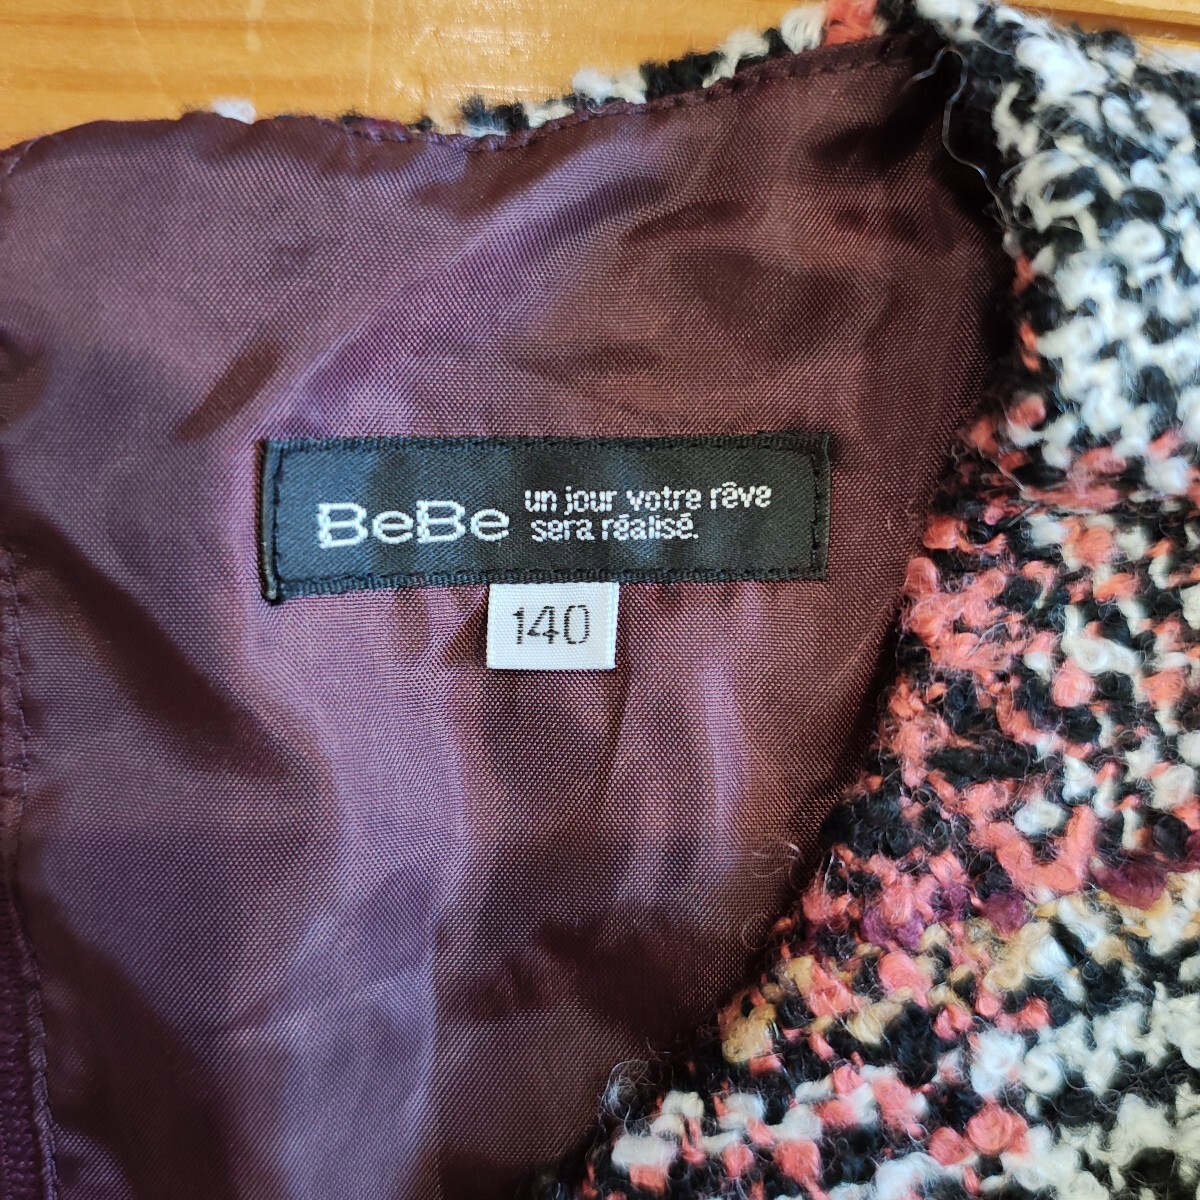 BeBe
un jour votre rêve
sera réalisé.
140